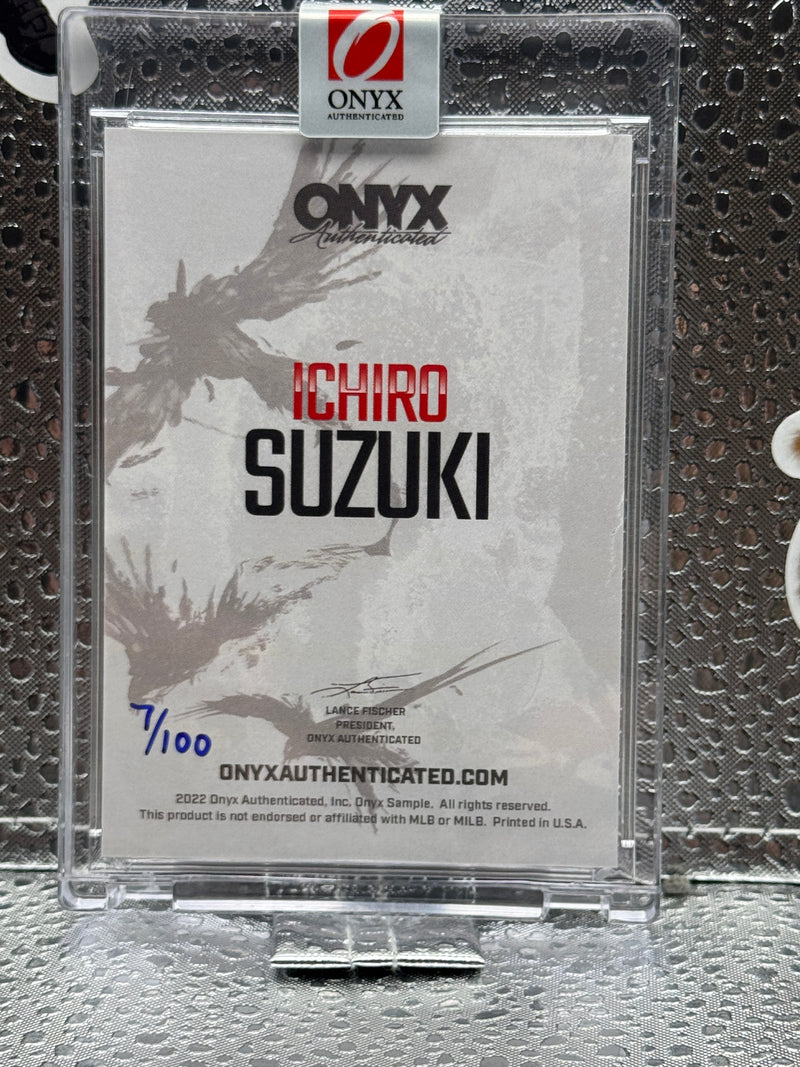 ONYX
AUTHENTICATED
ONYX
Authenticated
ICHIRO
SUZUKI
LANCE FISCHER
PRESIDENT,
ONYX AUTHENTICATED
7/100
ONYXAUTHENTICATED.COM
2022 Onyx Authenticated, Inc. Onyx Sample. All rights reserved.
This product is not endorsed or affiliated with MLB or MILB. Printed in U.S.A.